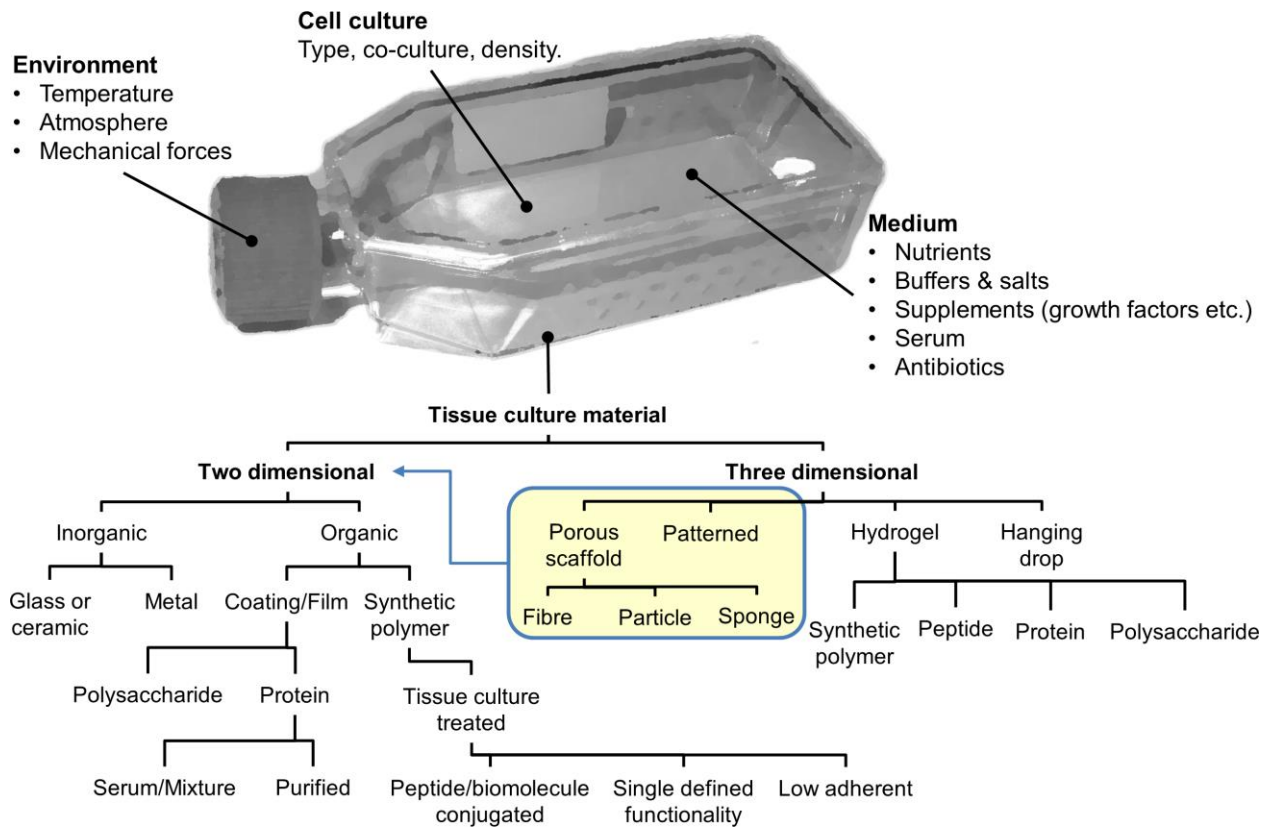 Cell culture
Type, co-culture, density.
Environment
• Temperature
• Atmosphere
• Mechanical forces
Medium
• Nutrients
• Buffers & salts
• Supplements (growth factors etc.)
• Serum
• Antibiotics
Tissue culture material
Two dimensional
Three dimensional
Inorganic
Organic
Porous
scaffold
Patterned
Hydrogel
Hanging
drop
Glass or
ceramic
Metal
Coating/Film
Synthetic
polymer
Fibre
Particle
Sponge
Synthetic
polymer
Peptide
Protein
Polysaccharide
Polysaccharide
Protein
Tissue culture
treated
Serum/Mixture
Purified
Peptide/biomolecule
conjugated
Single defined
functionality
Low adherent